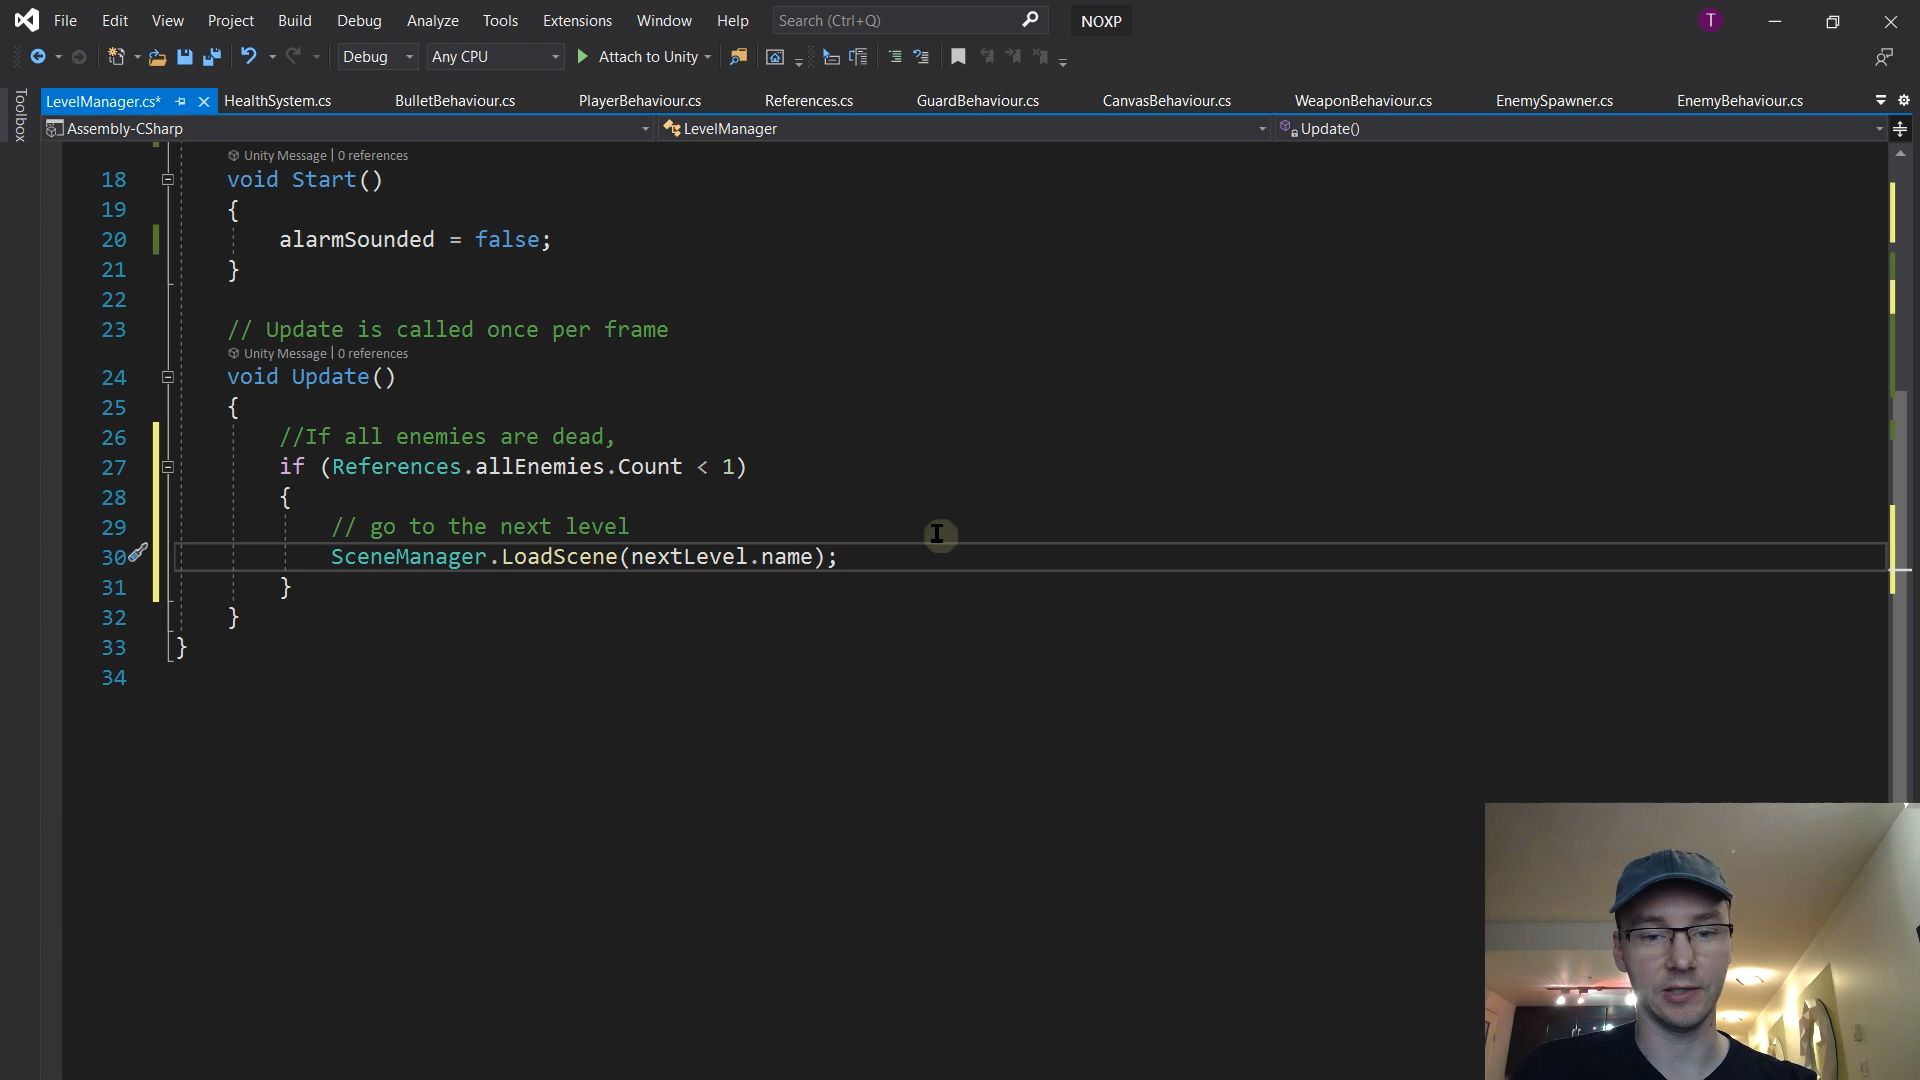 File Edit View Project Build Debug Analyze Tools Extensions Window Help Search (Ctrl+Q) NOXP T
Debug Any CPU Attach to Unity
Toolbox
LevelManager.cs* HealthSystem.cs BulletBehaviour.cs PlayerBehaviour.cs References.cs GuardBehaviour.cs CanvasBehaviour.cs WeaponBehaviour.cs EnemySpawner.cs EnemyBehaviour.cs
Assembly-CSharp LevelManager Update()
Unity Message | 0 references
18 void Start()
19 {
20 alarmSounded = false;
21 }
22
23 // Update is called once per frame
Unity Message | 0 references
24 void Update()
25 {
26 //If all enemies are dead,
27 if (References.allEnemies.Count < 1)
28 {
29 // go to the next level
30 SceneManager.LoadScene(nextLevel.name);
31 }
32 }
33 }
34